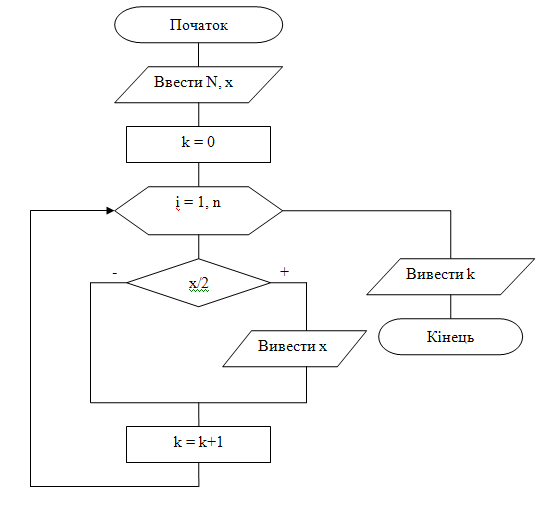 Початок
Ввести N, x
k = 0
i = 1, n
-
+
x/2
Вивести k
Вивести x
Кінець
k = k+1